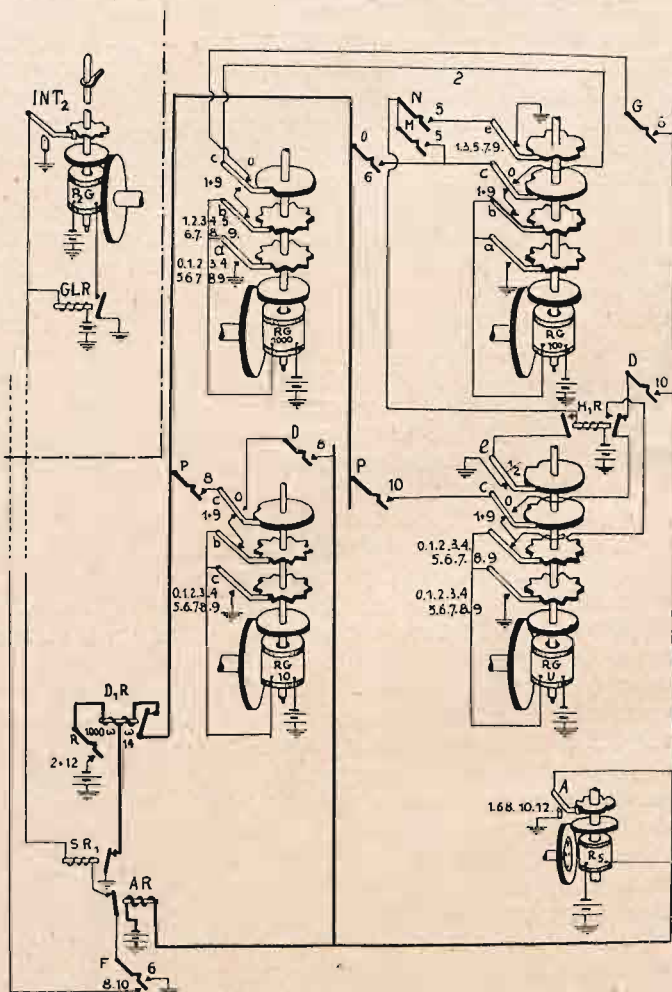 INT2
R2G
GLR
2
N
5
M
5
e
1.3.5.7.9.
G
6
O
6
c
0
1+9
b
1.2.3.4.5
6.7. 8. 9.
a
0.1.2.3.4
5.6.7.8.9
RG
1000
c
0
1+9
b
a
RG
100
D
10
H1R
P
8
c
0
1+9
b
c
0.1.2.3.4
5.6.7.8.9
D
8
RG
10
P
10
e
1/2
c
0
1+9
0.1.2.3.4.
5.6.7. 8.9
0.1.2.3.4
5.6.7.8.9
RG
U
D1R
R
1000 ω
ω
14
2+12
SR1
AR
F
6
8.10
A
1.6.8.10.12.
R5